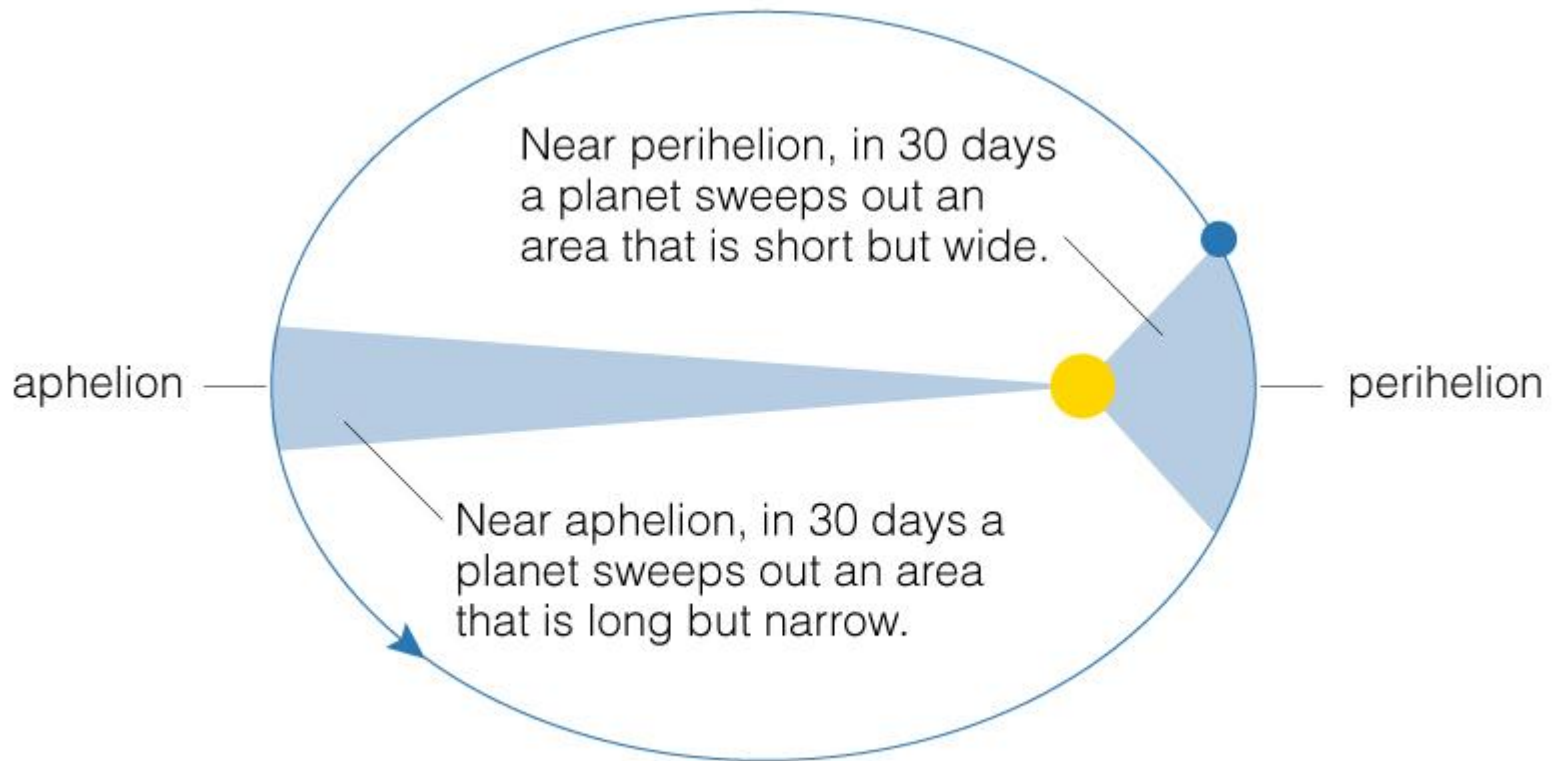 Near perihelion, in 30 days
a planet sweeps out an
area that is short but wide.
aphelion
perihelion
Near aphelion, in 30 days a
planet sweeps out an area
that is long but narrow.